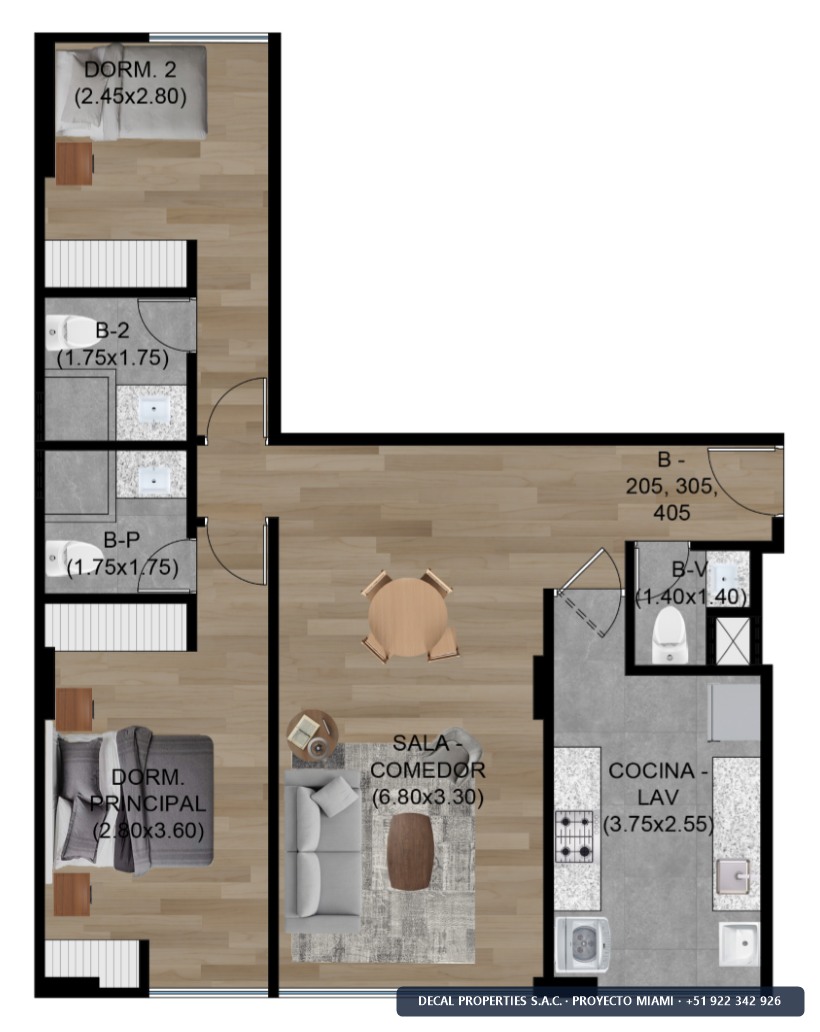 DORM. 2
(2.45x2.80)
B-2
(1.75x1.75)
B -
205, 305,
405
B-P
(1.75x1.75)
B-V
(1.40x1.40)
SALA -
COMEDOR
(6.80x3.30)
DORM.
PRINCIPAL
(2.80x3.60)
COCINA -
LAV
(3.75x2.55)
DECAL PROPERTIES S.A.C. · PROYECTO MIAMI · +51 922 342 926